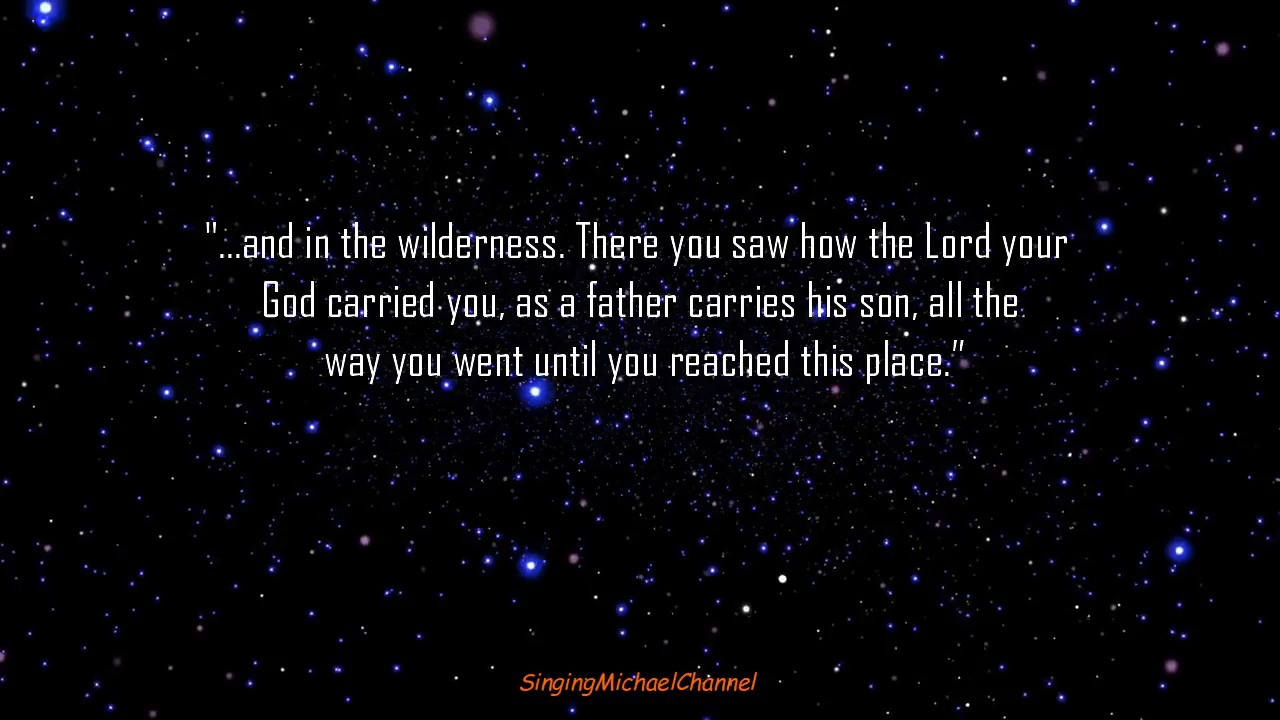 "...and in the wilderness. There you saw how the Lord your
God carried you, as a father carries his son, all the
way you went until you reached this place.”
SingingMichaelChannel